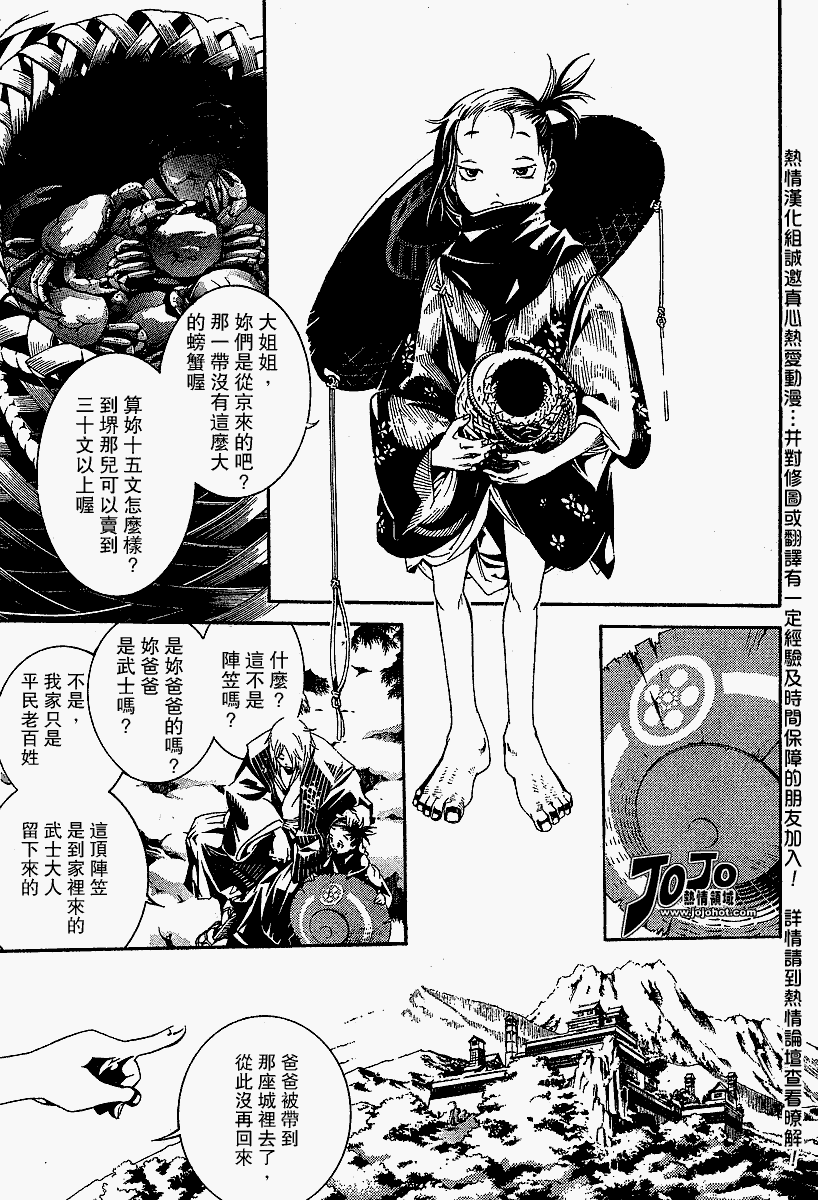 大姐姐，
妳們是從京來的吧？
那一帶沒有這麼大
的螃蟹喔
算妳十五文怎麼樣？
到堺那兒可以賣到
三十文以上喔
什麼？
這不是
陣笠嗎？
是妳爸爸的嗎？
妳爸爸
是武士嗎？
不是，
我家只是
平民老百姓
這頂陣笠
是到家裡來的
武士大人
留下來的
爸爸被帶到
那座城裡去了，
從此沒再回來
JOJO
熱情領域
www.jojohot.com
熱情漢化組誠邀真心熱愛動漫…并對修圖或翻譯有一定經驗及時間保障的朋友加入！ 詳情請到熱情論壇查看暸解！